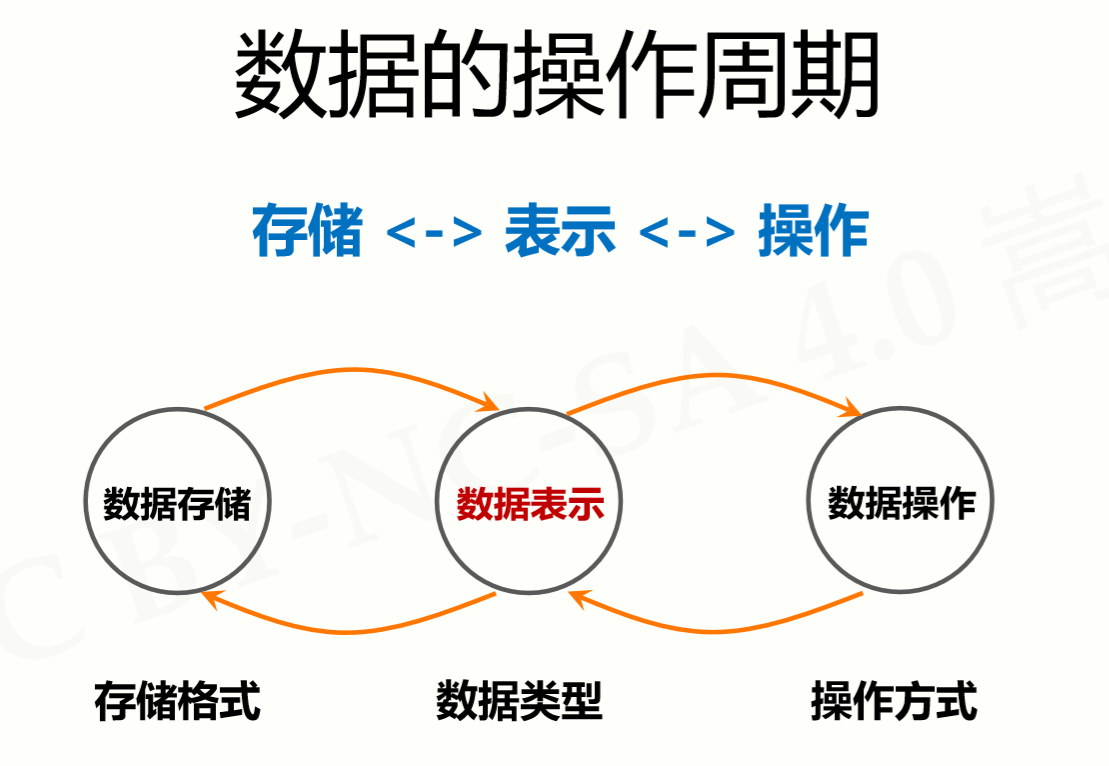 数据的操作周期
存储 <-> 表示 <-> 操作
数据存储 数据表示 数据操作
存储格式 数据类型 操作方式
CC BY-NC-SA 4.0 嵩